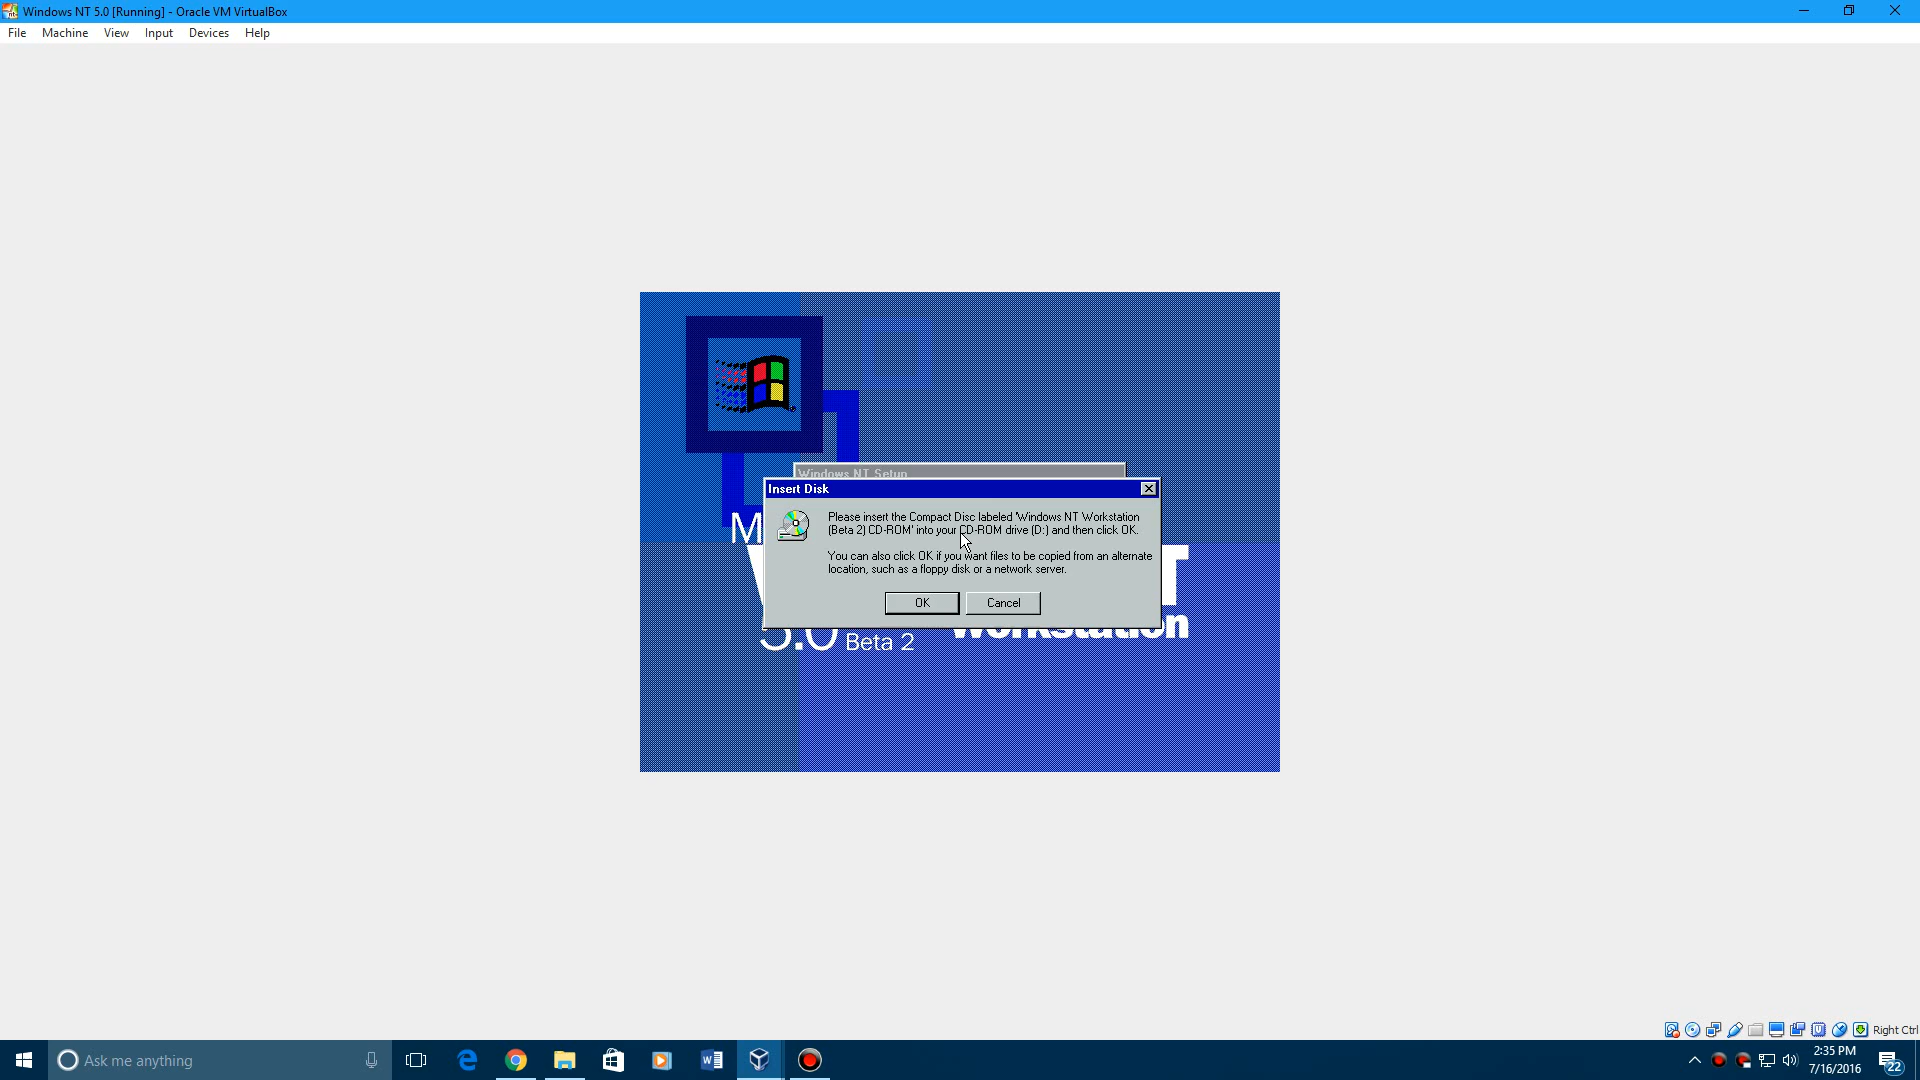 Windows NT 5.0 [Running] - Oracle VM VirtualBox
File Machine View Input Devices Help
Windows NT Setup
Insert Disk
Please insert the Compact Disc labeled 'Windows NT Workstation
(Beta 2) CD-ROM' into your CD-ROM drive (D:) and then click OK.
You can also click OK if you want files to be copied from an alternate
location, such as a floppy disk or a network server.
OK Cancel
Workstation
5.0 Beta 2
Right Ctrl
Ask me anything
2:35 PM
7/16/2016
22